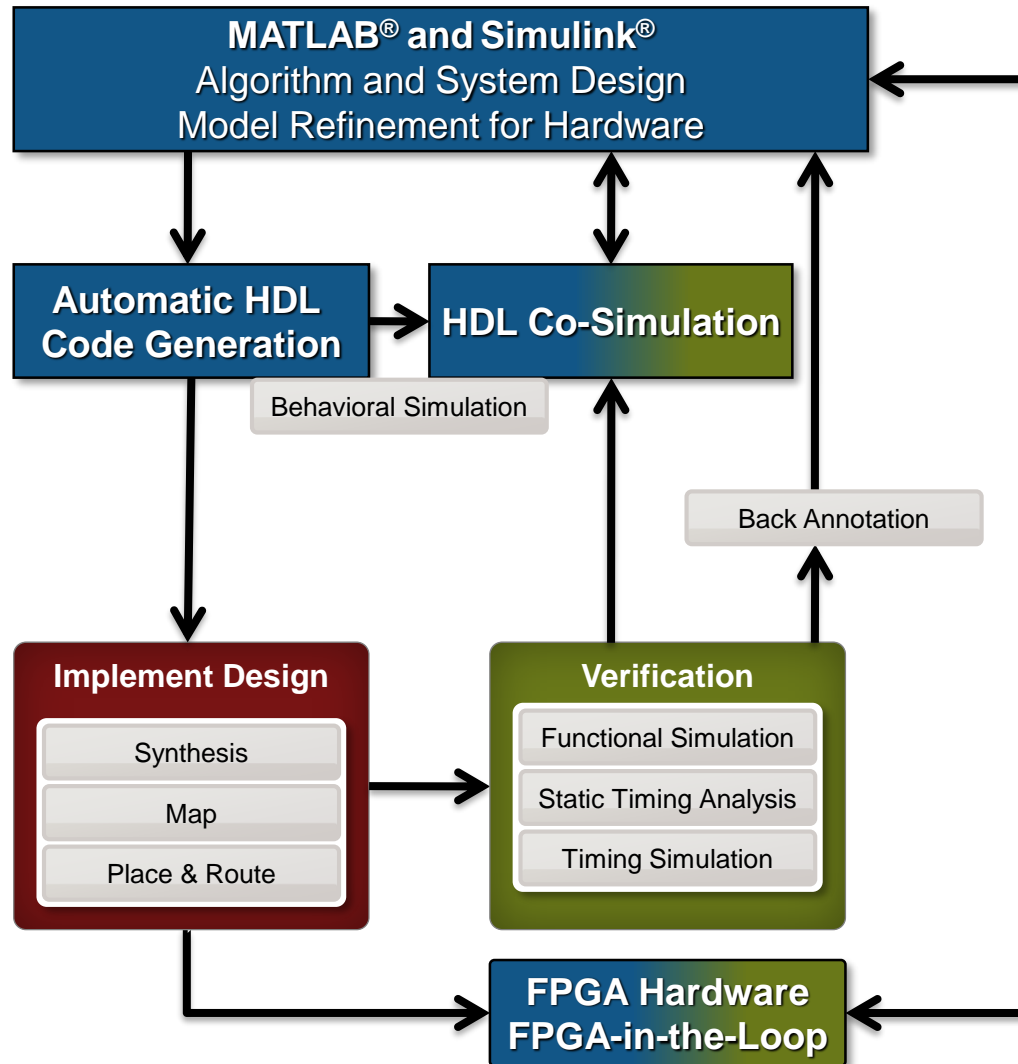 MATLAB® and Simulink®
Algorithm and System Design
Model Refinement for Hardware
Automatic HDL
Code Generation
HDL Co-Simulation
Behavioral Simulation
Back Annotation
Implement Design
Synthesis
Map
Place & Route
Verification
Functional Simulation
Static Timing Analysis
Timing Simulation
FPGA Hardware
FPGA-in-the-Loop